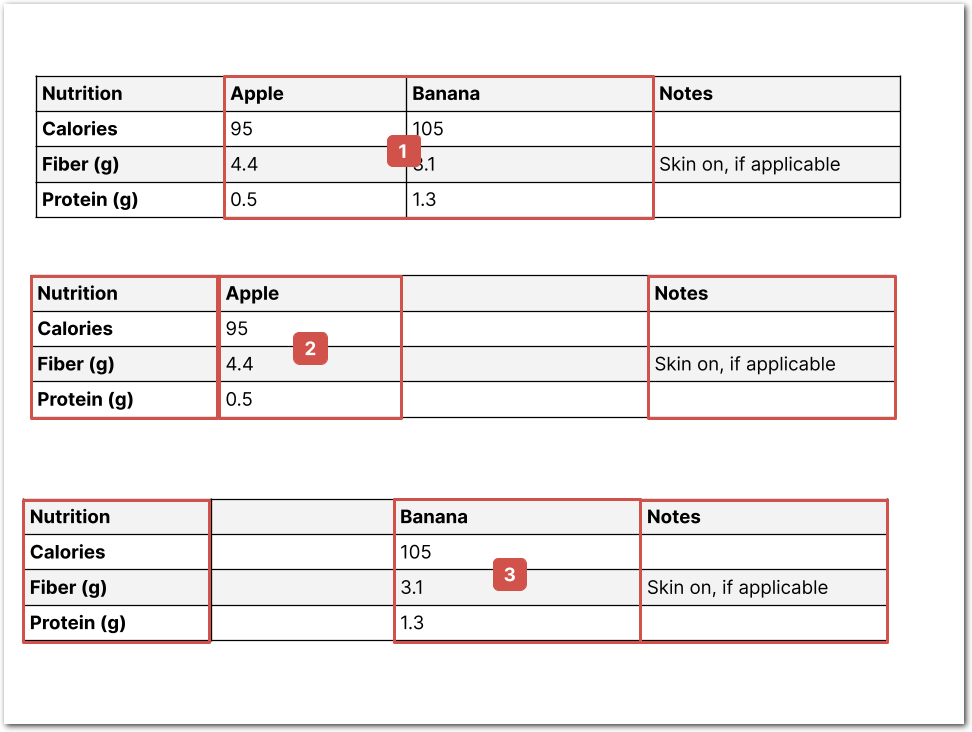 Nutrition Apple Banana Notes
Calories 95 105
1
Fiber (g) 4.4 3.1 Skin on, if applicable
Protein (g) 0.5 1.3
Nutrition Apple Notes
Calories 95
2
Fiber (g) 4.4 Skin on, if applicable
Protein (g) 0.5
Nutrition Banana Notes
Calories 105
3
Fiber (g) 3.1 Skin on, if applicable
Protein (g) 1.3